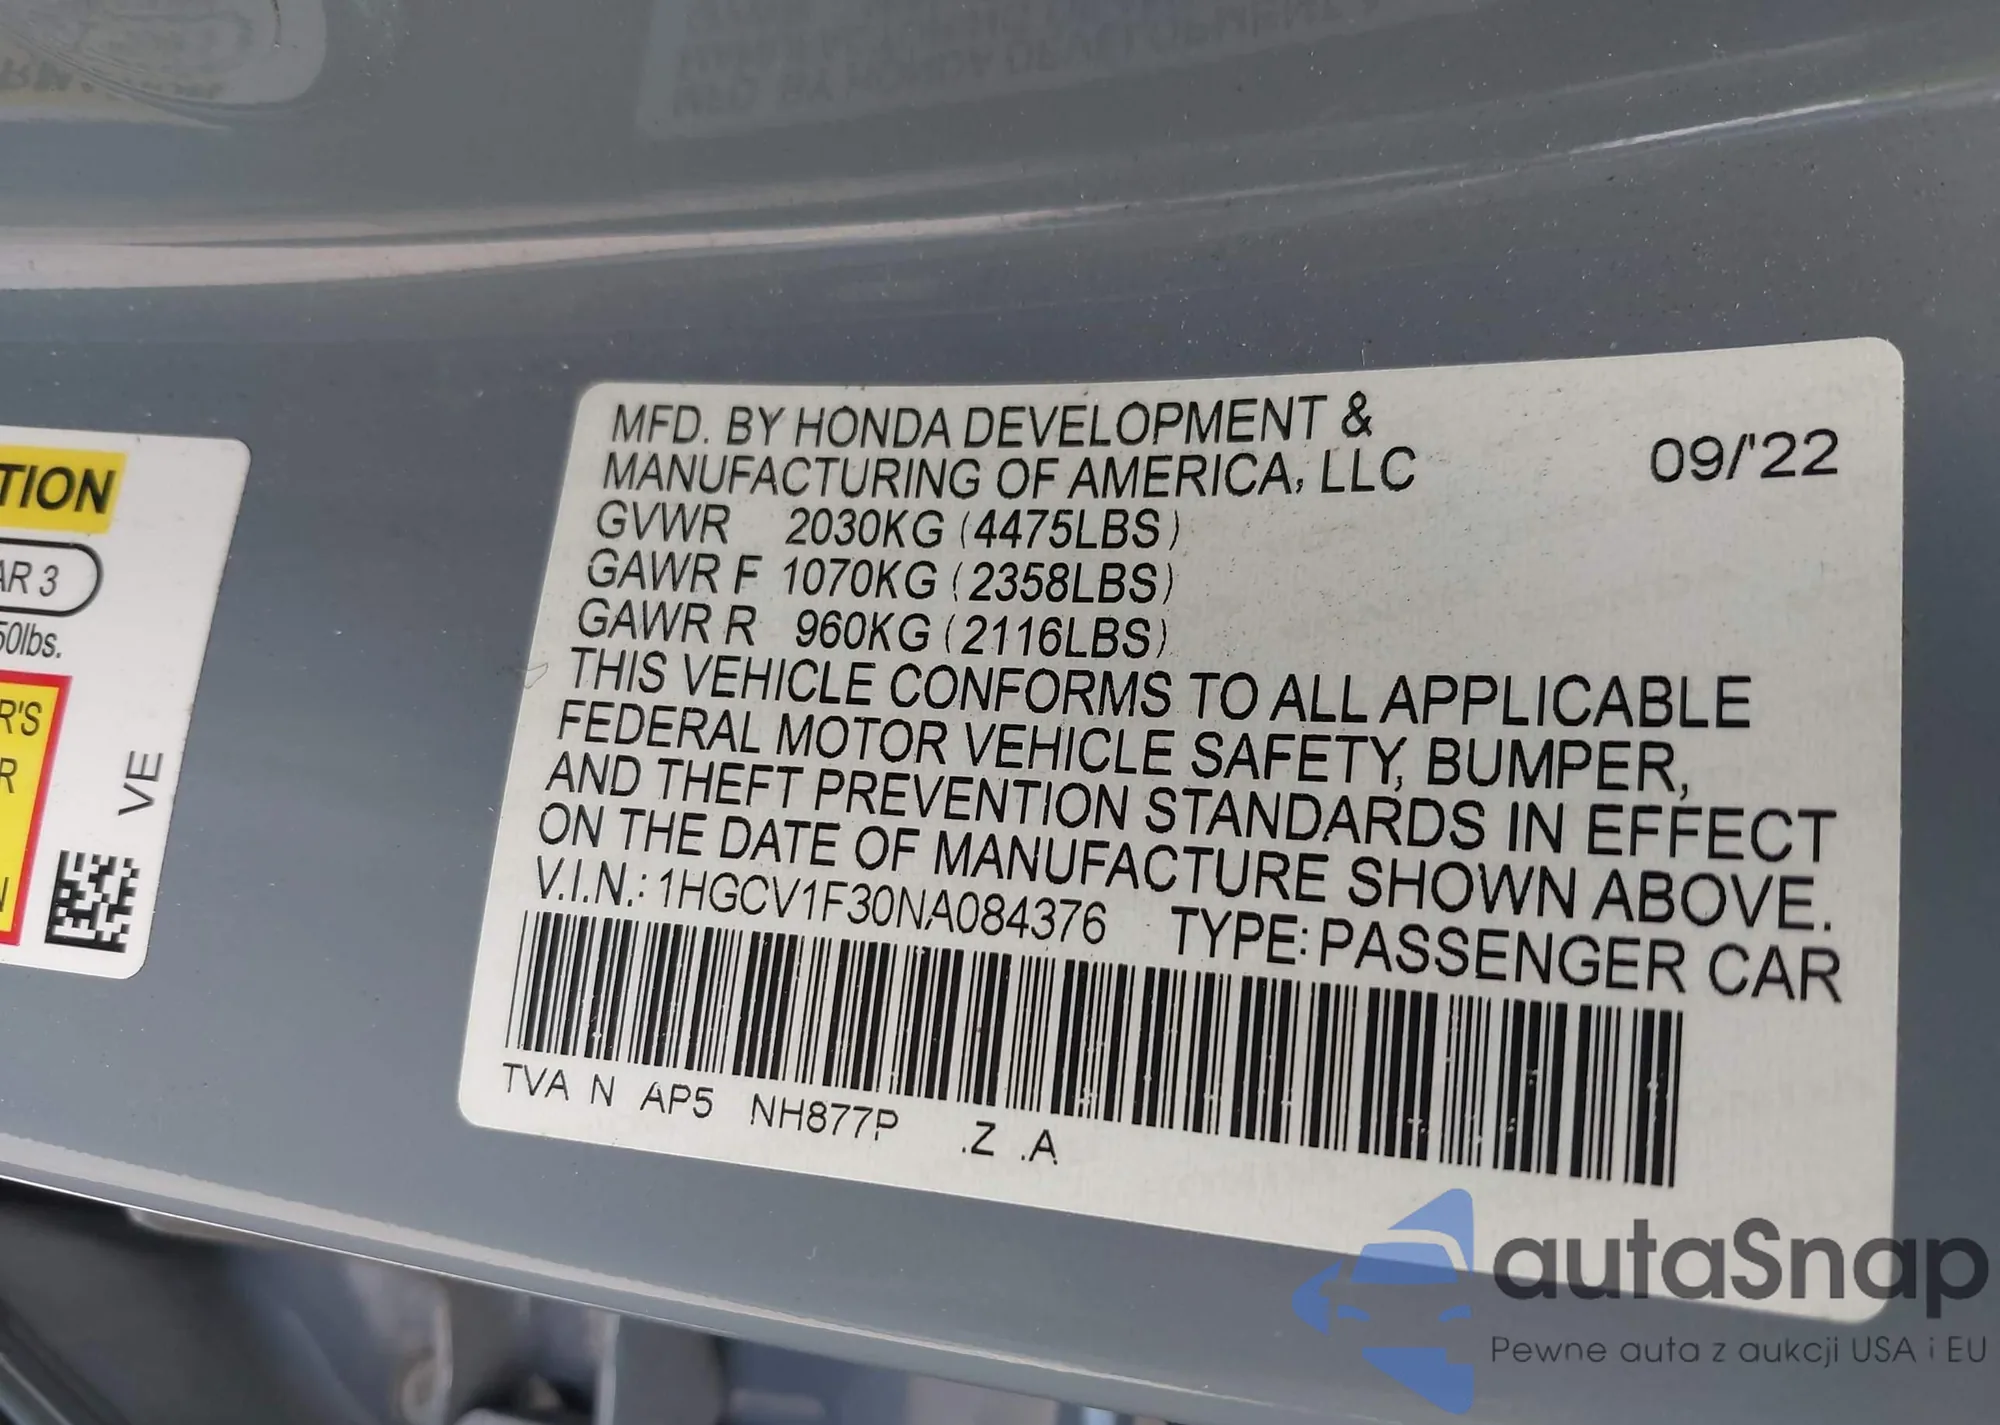 MFD. BY HONDA DEVELOPMENT &
MANUFACTURING OF AMERICA, LLC
09/'22
GVWR 2030KG (4475LBS)
GAWR F 1070KG (2358LBS)
GAWR R 960KG (2116LBS)
THIS VEHICLE CONFORMS TO ALL APPLICABLE
FEDERAL MOTOR VEHICLE SAFETY, BUMPER,
AND THEFT PREVENTION STANDARDS IN EFFECT
ON THE DATE OF MANUFACTURE SHOWN ABOVE.
V.I.N.: 1HGCV1F30NA084376 TYPE: PASSENGER CAR
TVA N AP5 NH877P .Z .A
TION
AR 3
50lbs.
R'S
R
N
VE
autaSnap
Pewne auta z aukcji USA i EU